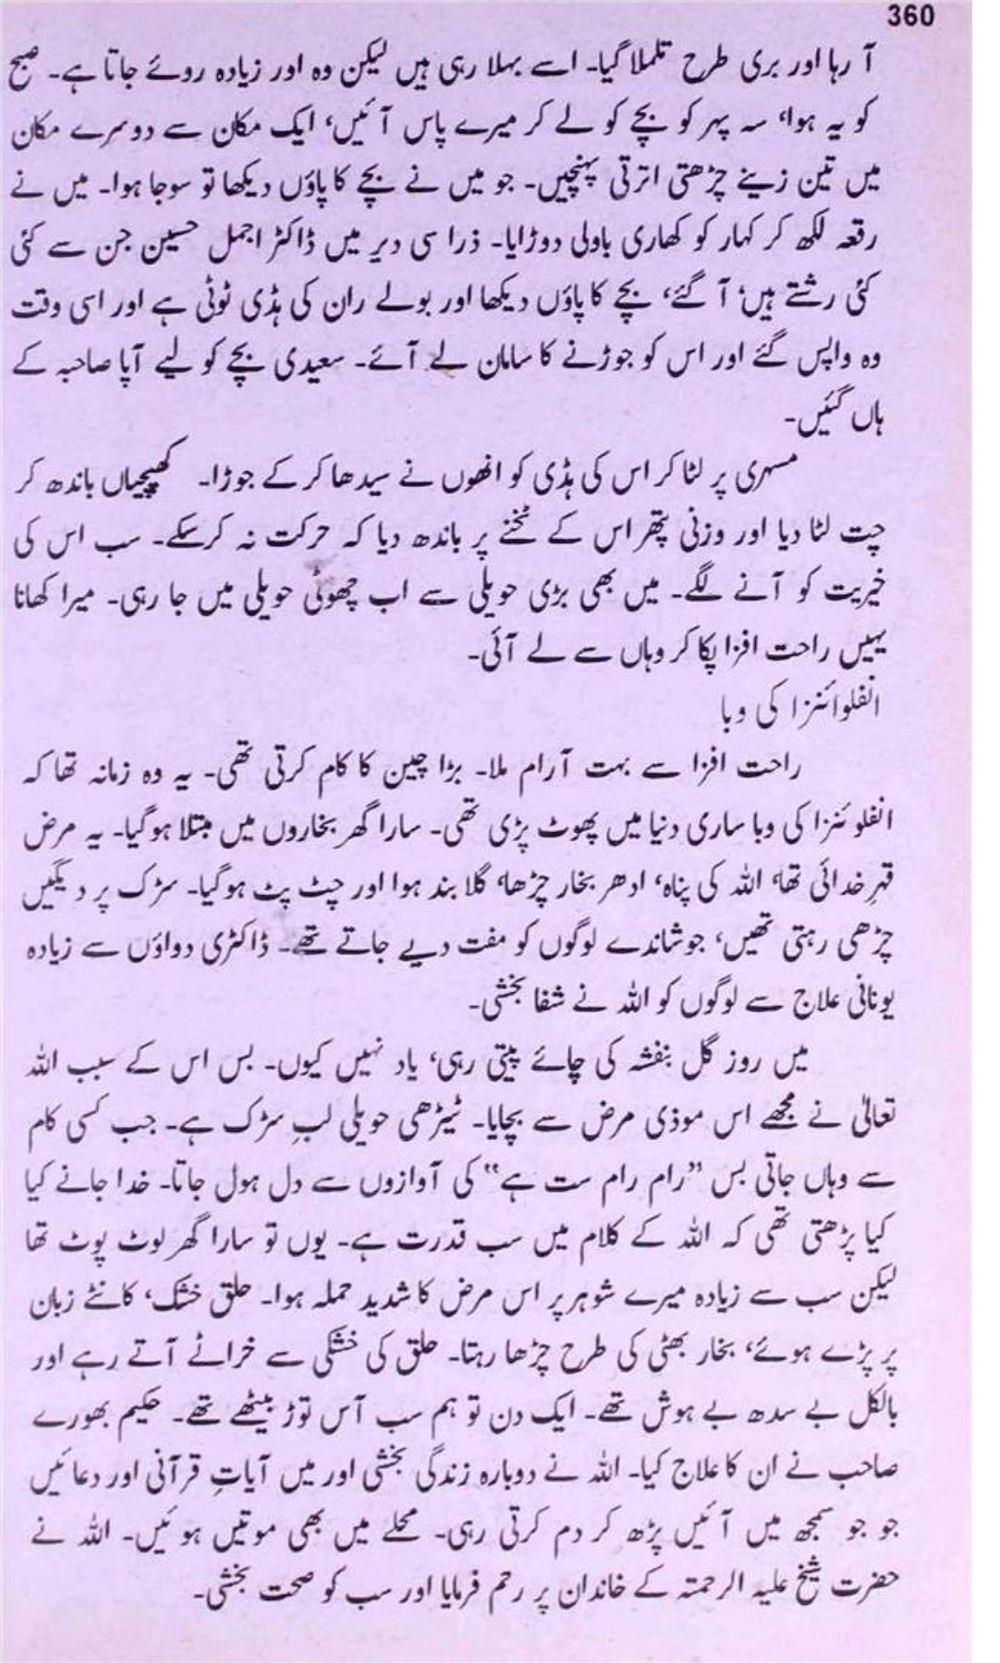 360
آ رہا اور بری طرح تلملا گیا۔ اسے بہلا رہی ہیں لیکن وہ اور زیادہ روئے جاتا ہے۔ صبح
کو یہ ہوا، سہ پہر کو بچے کو لے کر میرے پاس آئیں، ایک مکان سے دوسرے مکان
میں تین زینے چڑھتی اترتی پہنچیں۔ جو میں نے بچے کا پاؤں دیکھا تو سوجا ہوا۔ میں نے
رقعہ لکھ کر کہار کو کھاری باولی دوڑایا۔ ذرا سی دیر میں ڈاکٹر اجمل حسین جن سے کئی
کئی رشتے ہیں، آ گئے، بچے کا پاؤں دیکھا اور بولے ران کی ہڈی ٹوٹی ہے اور اسی وقت
وہ واپس گئے اور اس کو جوڑنے کا سامان لے آئے۔ سعیدی بچے کو لیے آپا صاحبہ کے
ہاں گئیں۔
مسہری پر لٹا کر اس کی ہڈی کو انھوں نے سیدھا کر کے جوڑا۔ کھپچیاں باندھ کر
چت لٹا دیا اور وزنی پتھر اس کے ٹخنے پر باندھ دیا کہ حرکت نہ کر سکے۔ سب اس کی
خیریت کو آنے لگے۔ میں بھی بڑی حویلی سے اب چھوٹی حویلی میں جا رہی۔ میرا کھانا
یہیں راحت افزا پکا کر وہاں سے لے آئی۔
انفلوائنزا کی وبا
راحت افزا سے بہت آرام ملا۔ بڑا چین کا کام کرتی تھی۔ یہ وہ زمانہ تھا کہ
انفلوئنزا کی وبا ساری دنیا میں پھوٹ پڑی تھی۔ سارا گھر بخاروں میں مبتلا ہوگیا۔ یہ مرض
قہرِ خدائی تھا، اللہ کی پناہ، ادھر بخار چڑھا، گلا بند ہوا اور چٹ پٹ ہوگیا۔ سڑک پر دیگیں
چڑھی رہتی تھیں، جوشاندے لوگوں کو مفت دیے جاتے تھے۔ ڈاکٹری دواؤں سے زیادہ
یونانی علاج سے لوگوں کو اللہ نے شفا بخشی۔
میں روز گل بنفشہ کی چائے پیتی رہی، یاد نہیں کیوں۔ بس اس کے سبب اللہ
تعالیٰ نے مجھے اس موذی مرض سے بچایا۔ ٹیڑھی حویلی لبِ سڑک ہے۔ جب کسی کام
سے وہاں جاتی بس ”رام رام ست ہے“ کی آوازوں سے دل ہول جاتا۔ خدا جانے کیا
کیا پڑھتی تھی کہ اللہ کے کلام میں سب قدرت ہے۔ یوں تو سارا گھر لوٹ پوٹ تھا
لیکن سب سے زیادہ میرے شوہر پر اس مرض کا شدید حملہ ہوا۔ حلق خشک، کانٹے زبان
پر پڑے ہوئے، بخار بھٹی کی طرح چڑھا رہتا۔ حلق کی خشکی سے خراٹے آتے رہے اور
بالکل بے سدھ بے ہوش تھے۔ ایک دن تو ہم سب آس توڑ بیٹھے تھے۔ حکیم بھورے
صاحب نے ان کا علاج کیا۔ اللہ نے دوبارہ زندگی بخشی اور میں آیاتِ قرآنی اور دعائیں
جو جو سمجھ میں آئیں پڑھ کر دم کرتی رہی۔ محلے میں بھی موتیں ہوئیں۔ اللہ نے
حضرت شیخ علیہ الرحمتہ کے خاندان پر رحم فرمایا اور سب کو صحت بخشی۔